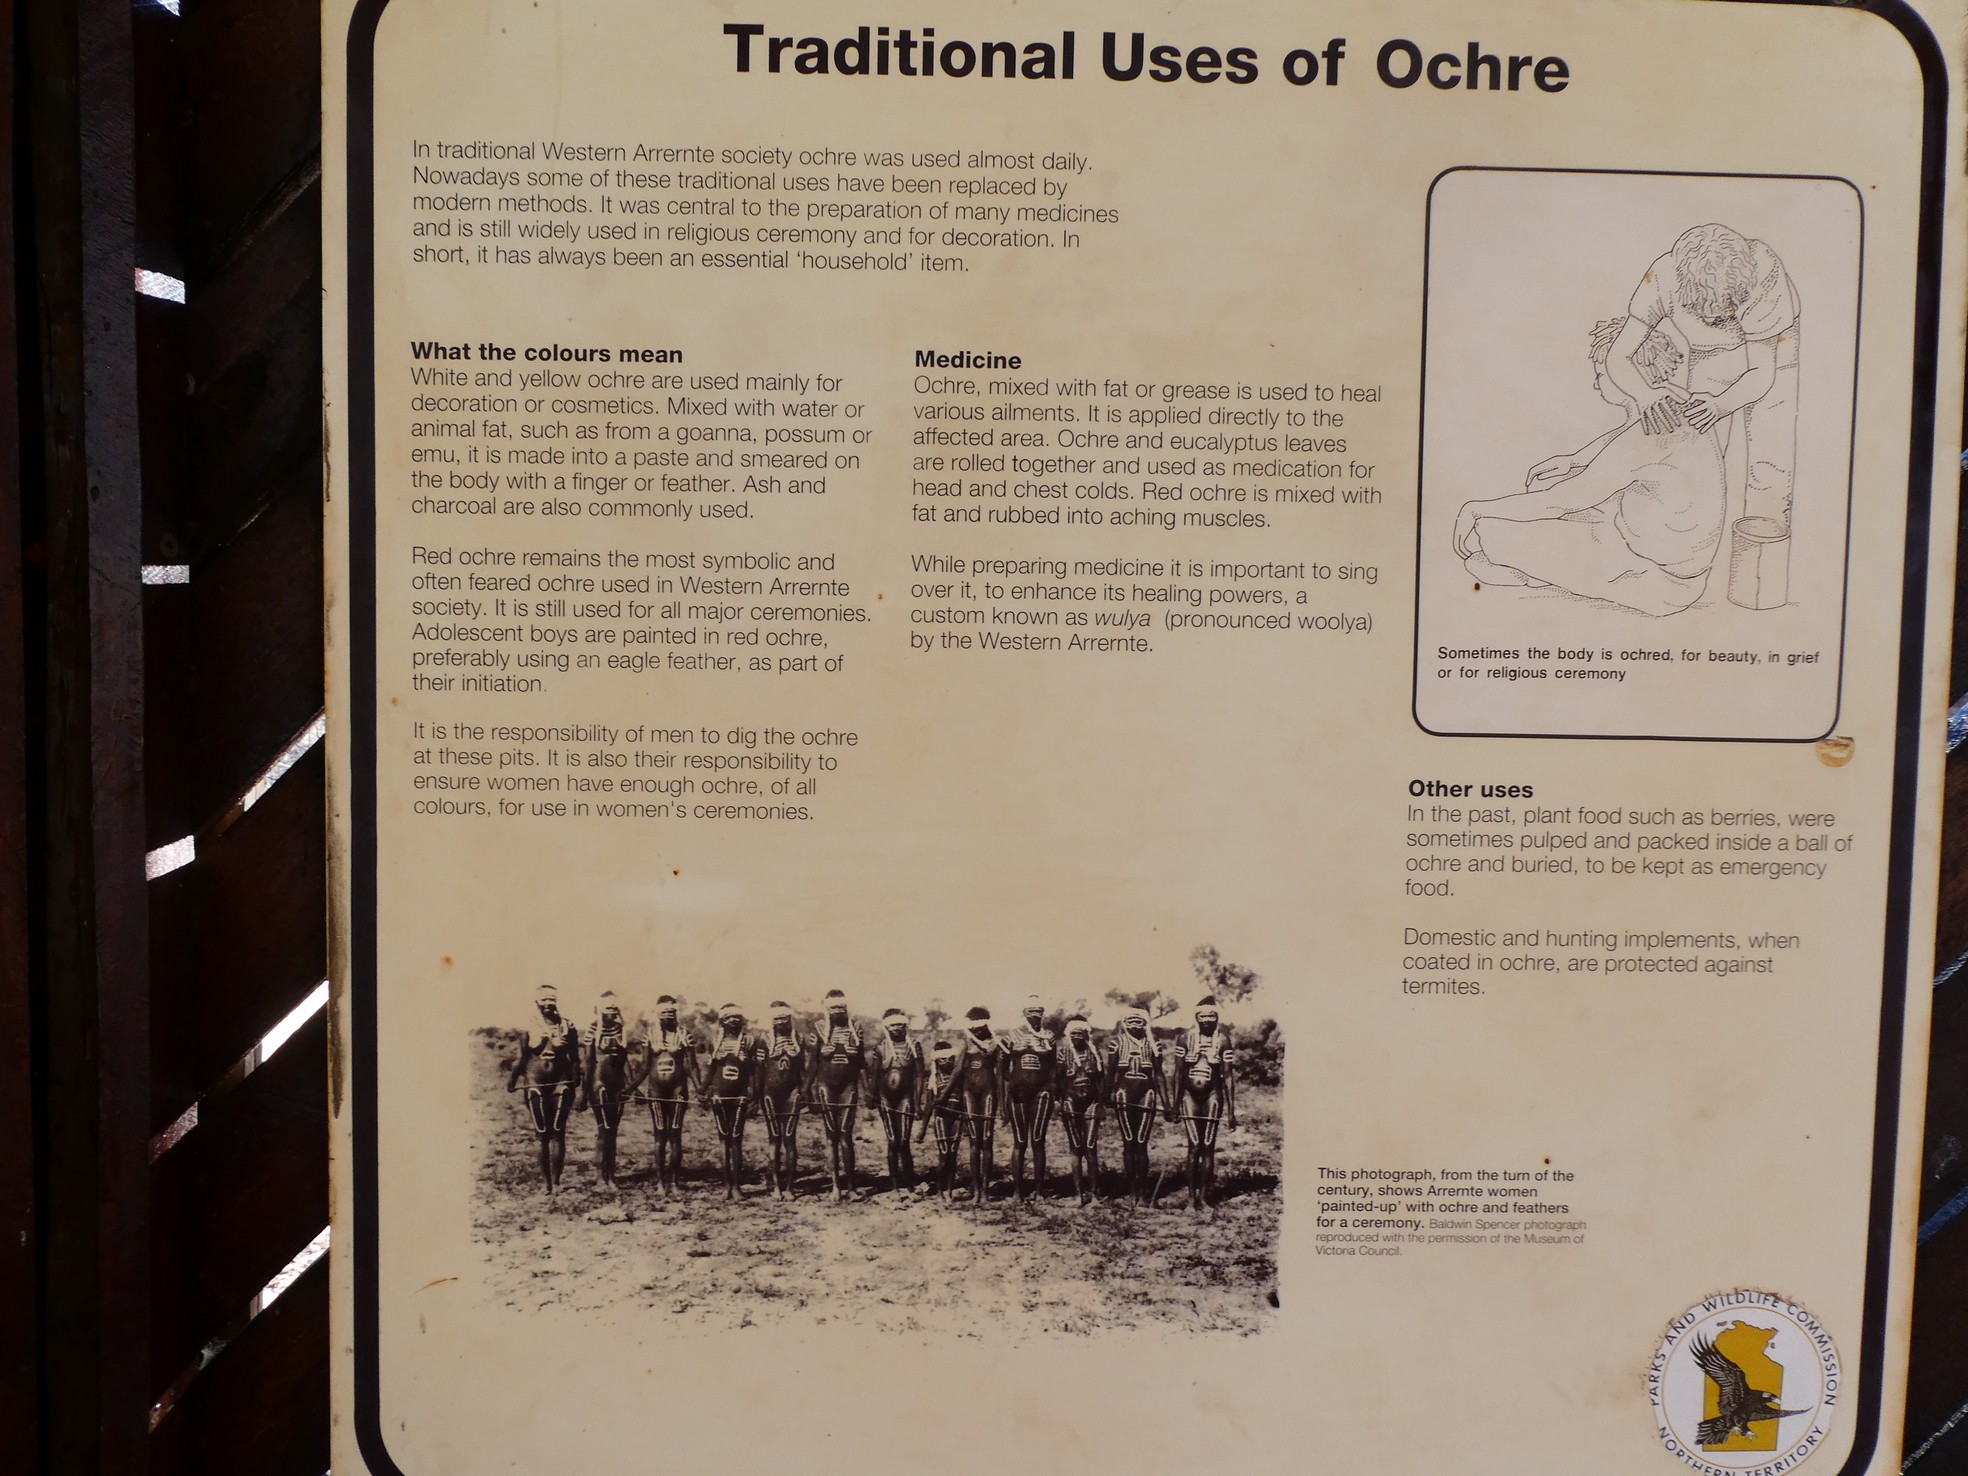 Traditional Uses of Ochre
In traditional Western Arrernte society ochre was used almost daily.
Nowadays some of these traditional uses have been replaced by
modern methods. It was central to the preparation of many medicines
and is still widely used in religious ceremony and for decoration. In
short, it has always been an essential ‘household’ item.
What the colours mean
White and yellow ochre are used mainly for
decoration or cosmetics. Mixed with water or
animal fat, such as from a goanna, possum or
emu, it is made into a paste and smeared on
the body with a finger or feather. Ash and
charcoal are also commonly used.
Red ochre remains the most symbolic and
often feared ochre used in Western Arrernte
society. It is still used for all major ceremonies.
Adolescent boys are painted in red ochre,
preferably using an eagle feather, as part of
their initiation.
It is the responsibility of men to dig the ochre
at these pits. It is also their responsibility to
ensure women have enough ochre, of all
colours, for use in women's ceremonies.
Medicine
Ochre, mixed with fat or grease is used to heal
various ailments. It is applied directly to the
affected area. Ochre and eucalyptus leaves
are rolled together and used as medication for
head and chest colds. Red ochre is mixed with
fat and rubbed into aching muscles.
While preparing medicine it is important to sing
over it, to enhance its healing powers, a
custom known as wulya (pronounced woolya)
by the Western Arrernte.
Sometimes the body is ochred, for beauty, in grief
or for religious ceremony
Other uses
In the past, plant food such as berries, were
sometimes pulped and packed inside a ball of
ochre and buried, to be kept as emergency
food.
Domestic and hunting implements, when
coated in ochre, are protected against
termites.
This photograph, from the turn of the
century, shows Arrernte women
‘painted-up’ with ochre and feathers
for a ceremony. Baldwin Spencer photograph
reproduced with the permission of the Museum of
Victoria Council.
PARKS AND WILDLIFE COMMISSION
NORTHERN TERRITORY